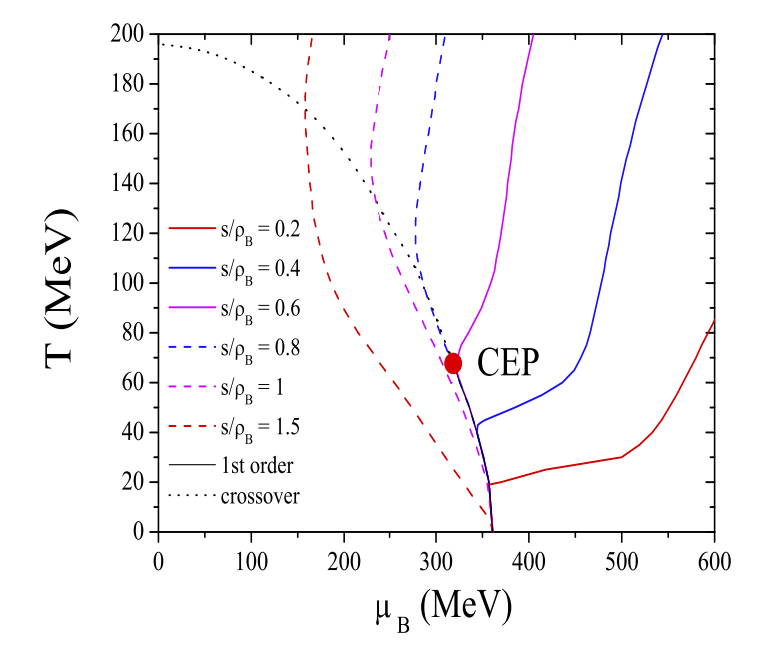 200
180
160
140
120
100
80
60
40
20
0
T (MeV)
s/ρB = 0.2
s/ρB = 0.4
s/ρB = 0.6
s/ρB = 0.8
s/ρB = 1
s/ρB = 1.5
1st order
crossover
CEP
0 100 200 300 400 500 600
μB (MeV)